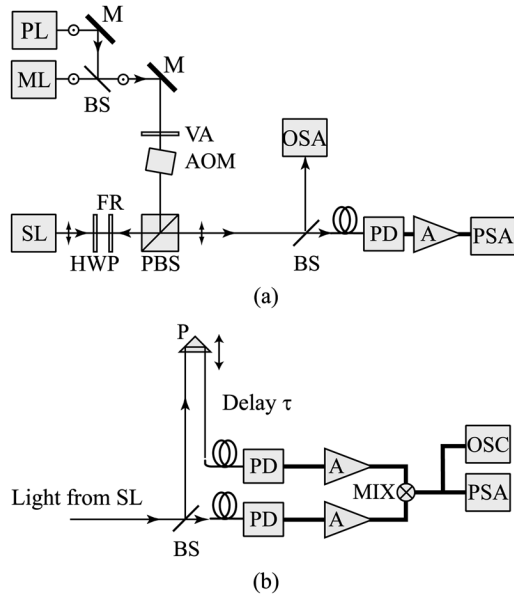 PL
M
ML
BS
M
VA
AOM
OSA
FR
SL
HWP
PBS
BS
PD
A
PSA
(a)
P
Delay τ
PD
A
OSC
MIX
PSA
Light from SL
BS
PD
A
(b)